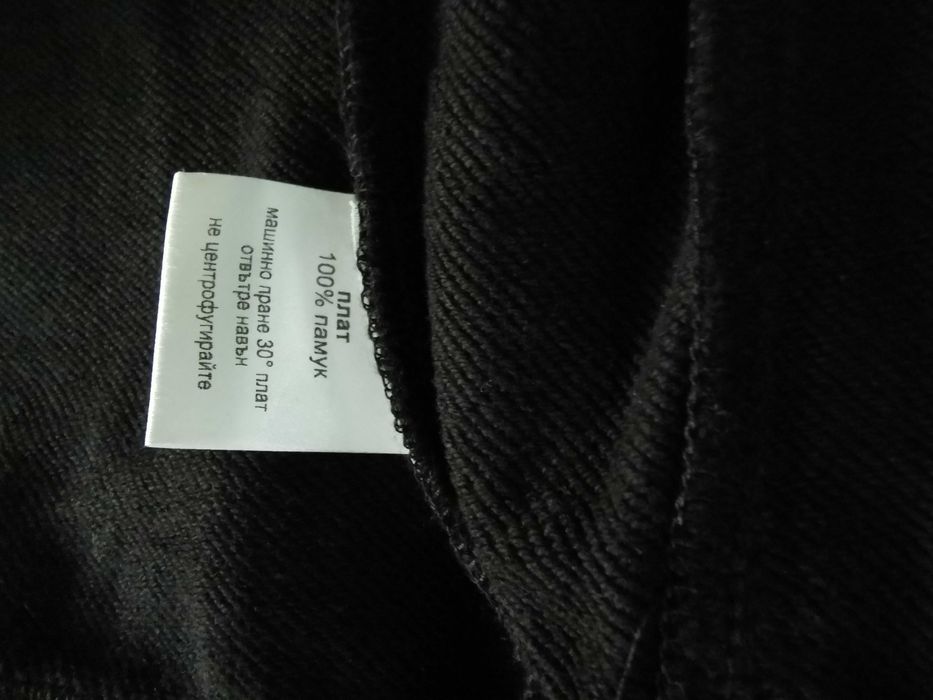 плат
100% памук
машинно пране 30° плат
отвътре навън
не центрофугирайте